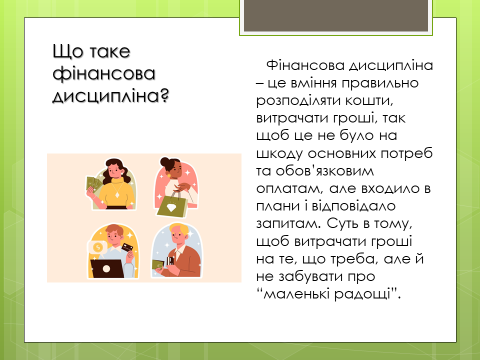 Що таке
фінансова
дисципліна?
Фінансова дисципліна
– це вміння правильно
розподіляти кошти,
витрачати гроші, так
щоб це не було на
шкоду основних потреб
та обов’язковим
оплатам, але входило в
плани і відповідало
запитам. Суть в тому,
щоб витрачати гроші
на те, що треба, але й
не забувати про
“маленькі радощі”.